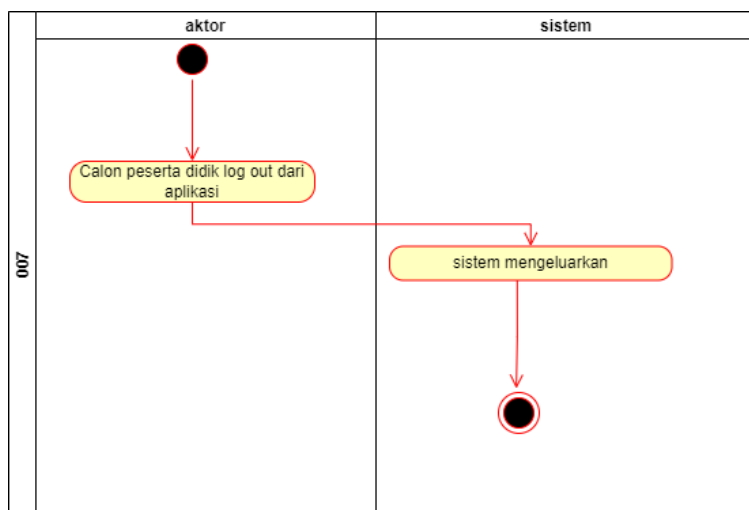 aktor
sistem
007
Calon peserta didik log out dari
aplikasi
sistem mengeluarkan